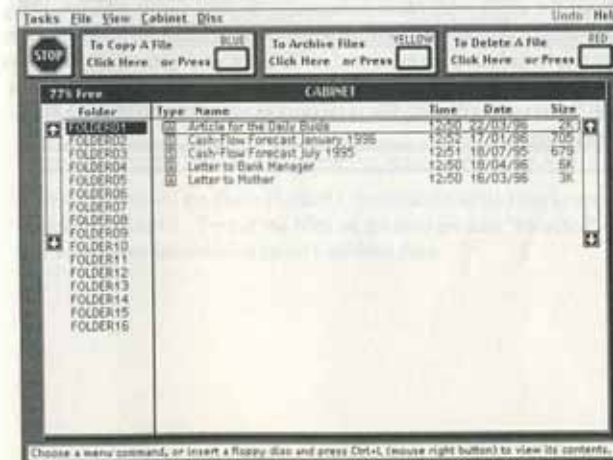 Tasks File View Cabinet Disc Undo Help
STOP
To Copy A File BLUE
Click Here or Press
To Archive Files YELLOW
Click Here or Press
To Delete A File RED
Click Here or Press
77% Free CABINET
Folder Type Name Time Date Size
FOLDER01 Article for the Daily Bugle 12/50 22/03/96 2K
FOLDER02 Cash-Flow Forecast January 1996 12/52 17/01/96 705
FOLDER03 Cash-Flow Forecast July 1995 12/51 18/07/95 679
FOLDER04 Letter to Bank Manager 12/50 18/04/96 6K
FOLDER05 Letter to Mother 12/50 16/03/96 3K
FOLDER06
FOLDER07
FOLDER08
FOLDER09
FOLDER10
FOLDER11
FOLDER12
FOLDER13
FOLDER14
FOLDER15
FOLDER16
Choose a menu command, or insert a floppy disc and press Ctrl+L (mouse right button) to view its contents.